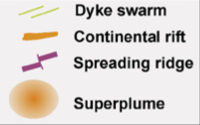 Dyke swarm
Continental rift
Spreading ridge
Superplume